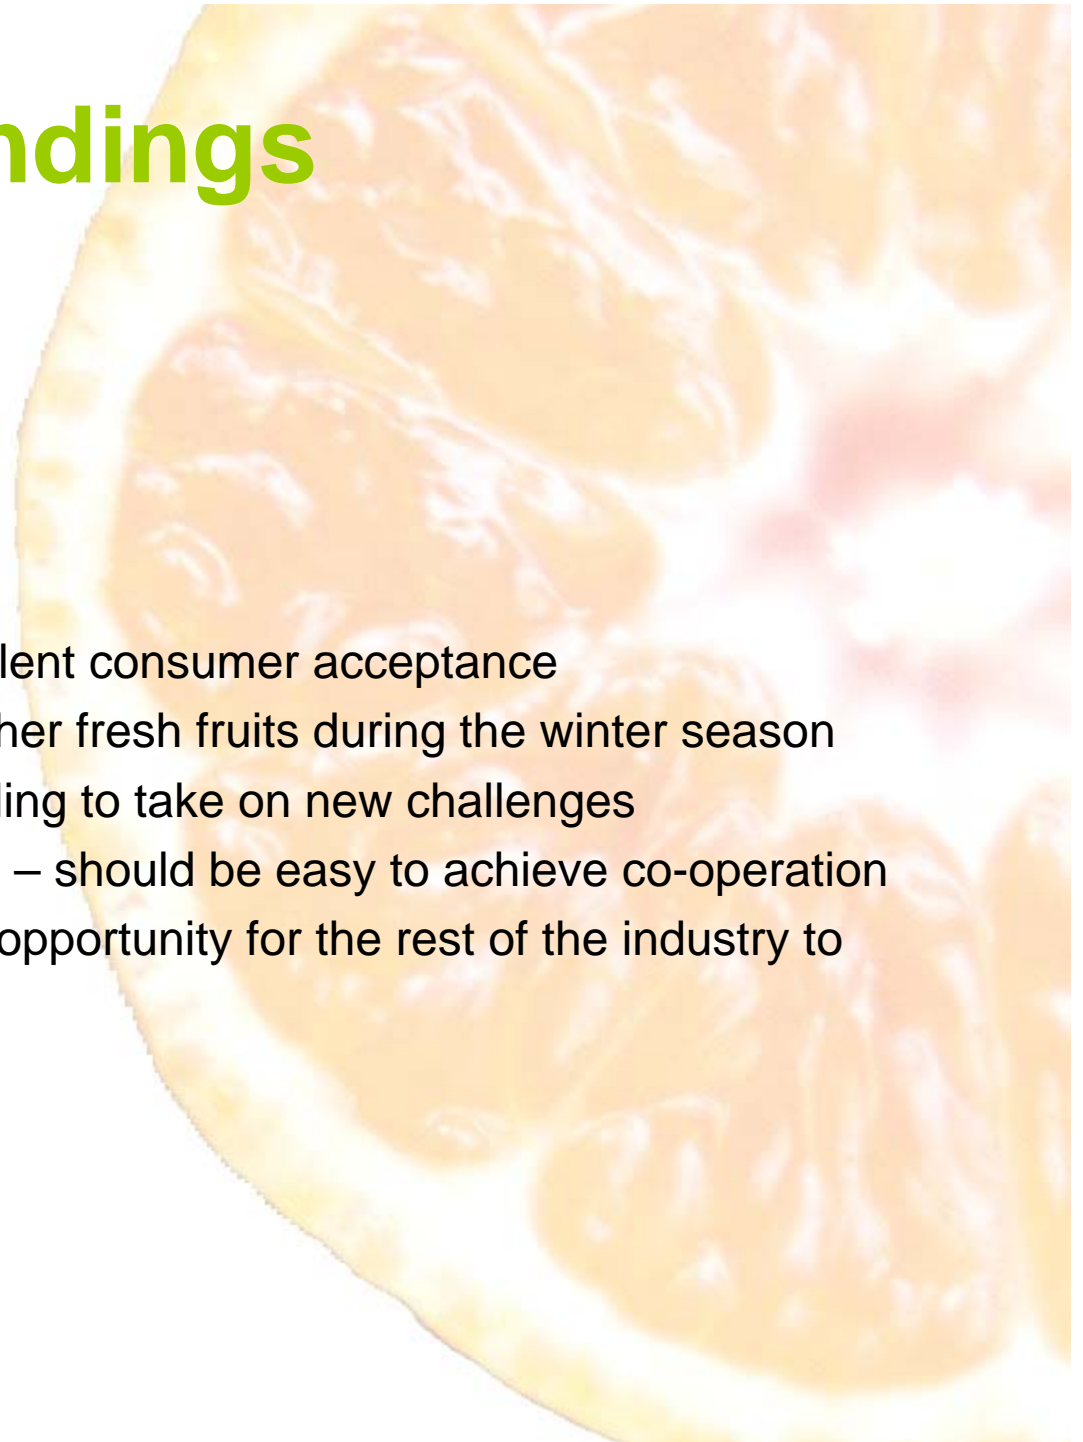 ndings
lent consumer acceptance
her fresh fruits during the winter season
ling to take on new challenges
– should be easy to achieve co-operation
opportunity for the rest of the industry to